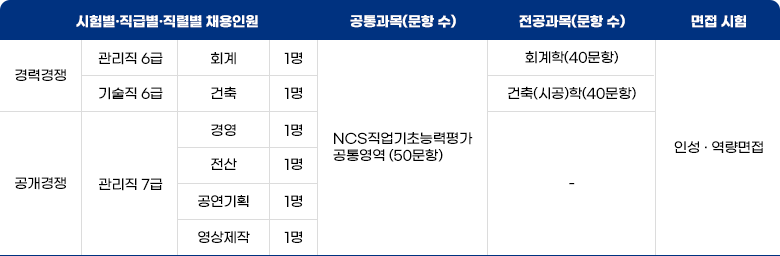 시험별·직급별·직렬별 채용인원 공통과목(문항 수) 전공과목(문항 수) 면접 시험
경력경쟁 관리직 6급 회계 1명 회계학(40문항)
기술직 6급 건축 1명 건축(시공)학(40문항)
공개경쟁 관리직 7급 경영 1명
전산 1명
공연기획 1명
영상제작 1명
NCS직업기초능력평가
공통영역 (50문항)
-
인성 · 역량면접